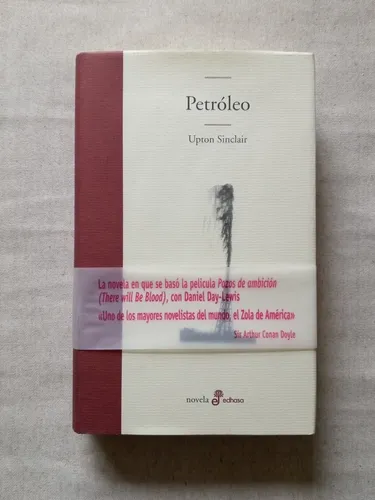 Petróleo
Upton Sinclair
La novela en que se basó la película Pozos de ambición
(There will Be Blood), con Daniel Day-Lewis
«Uno de los mayores novelistas del mundo, el Zola de América»
Sir Arthur Conan Doyle
novela edhasa